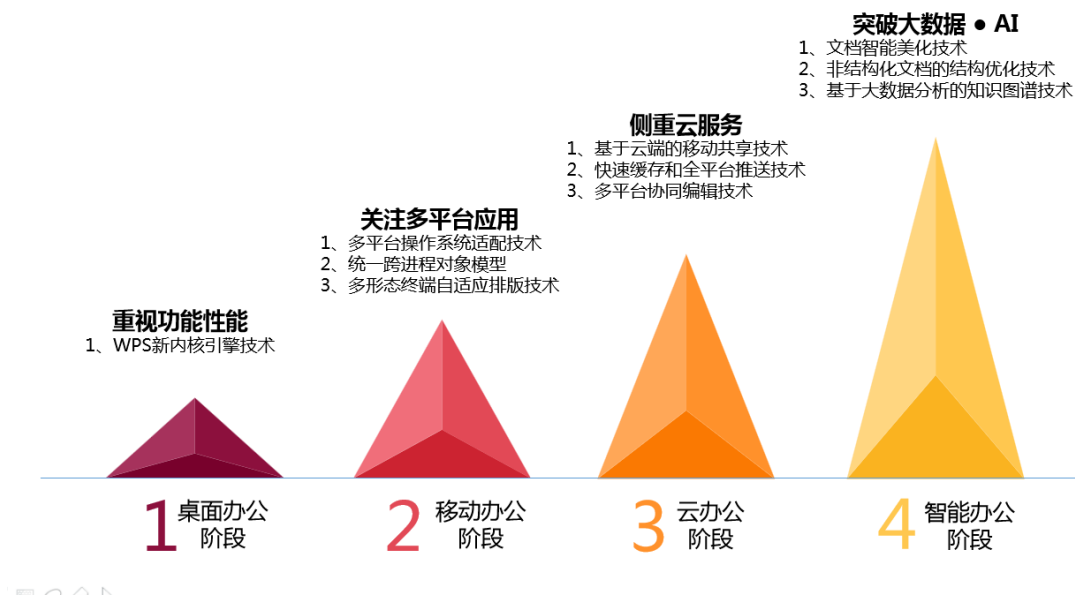 突破大数据 ● AI
1、文档智能美化技术
2、非结构化文档的结构优化技术
3、基于大数据分析的知识图谱技术
侧重云服务
1、基于云端的移动共享技术
2、快速缓存和全平台推送技术
3、多平台协同编辑技术
关注多平台应用
1、多平台操作系统适配技术
2、统一跨进程对象模型
3、多形态终端自适应排版技术
重视功能性能
1、WPS新内核引擎技术
1 桌面办公
阶段
2 移动办公
阶段
3 云办公
阶段
4 智能办公
阶段